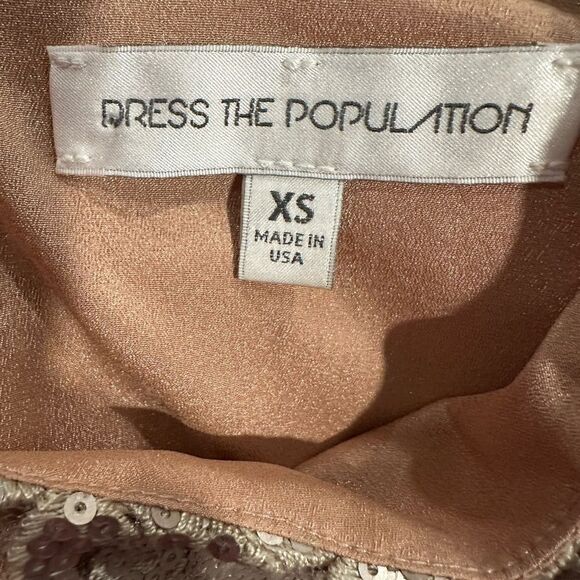 DRESS THE POPULATION
XS
MADE IN
USA